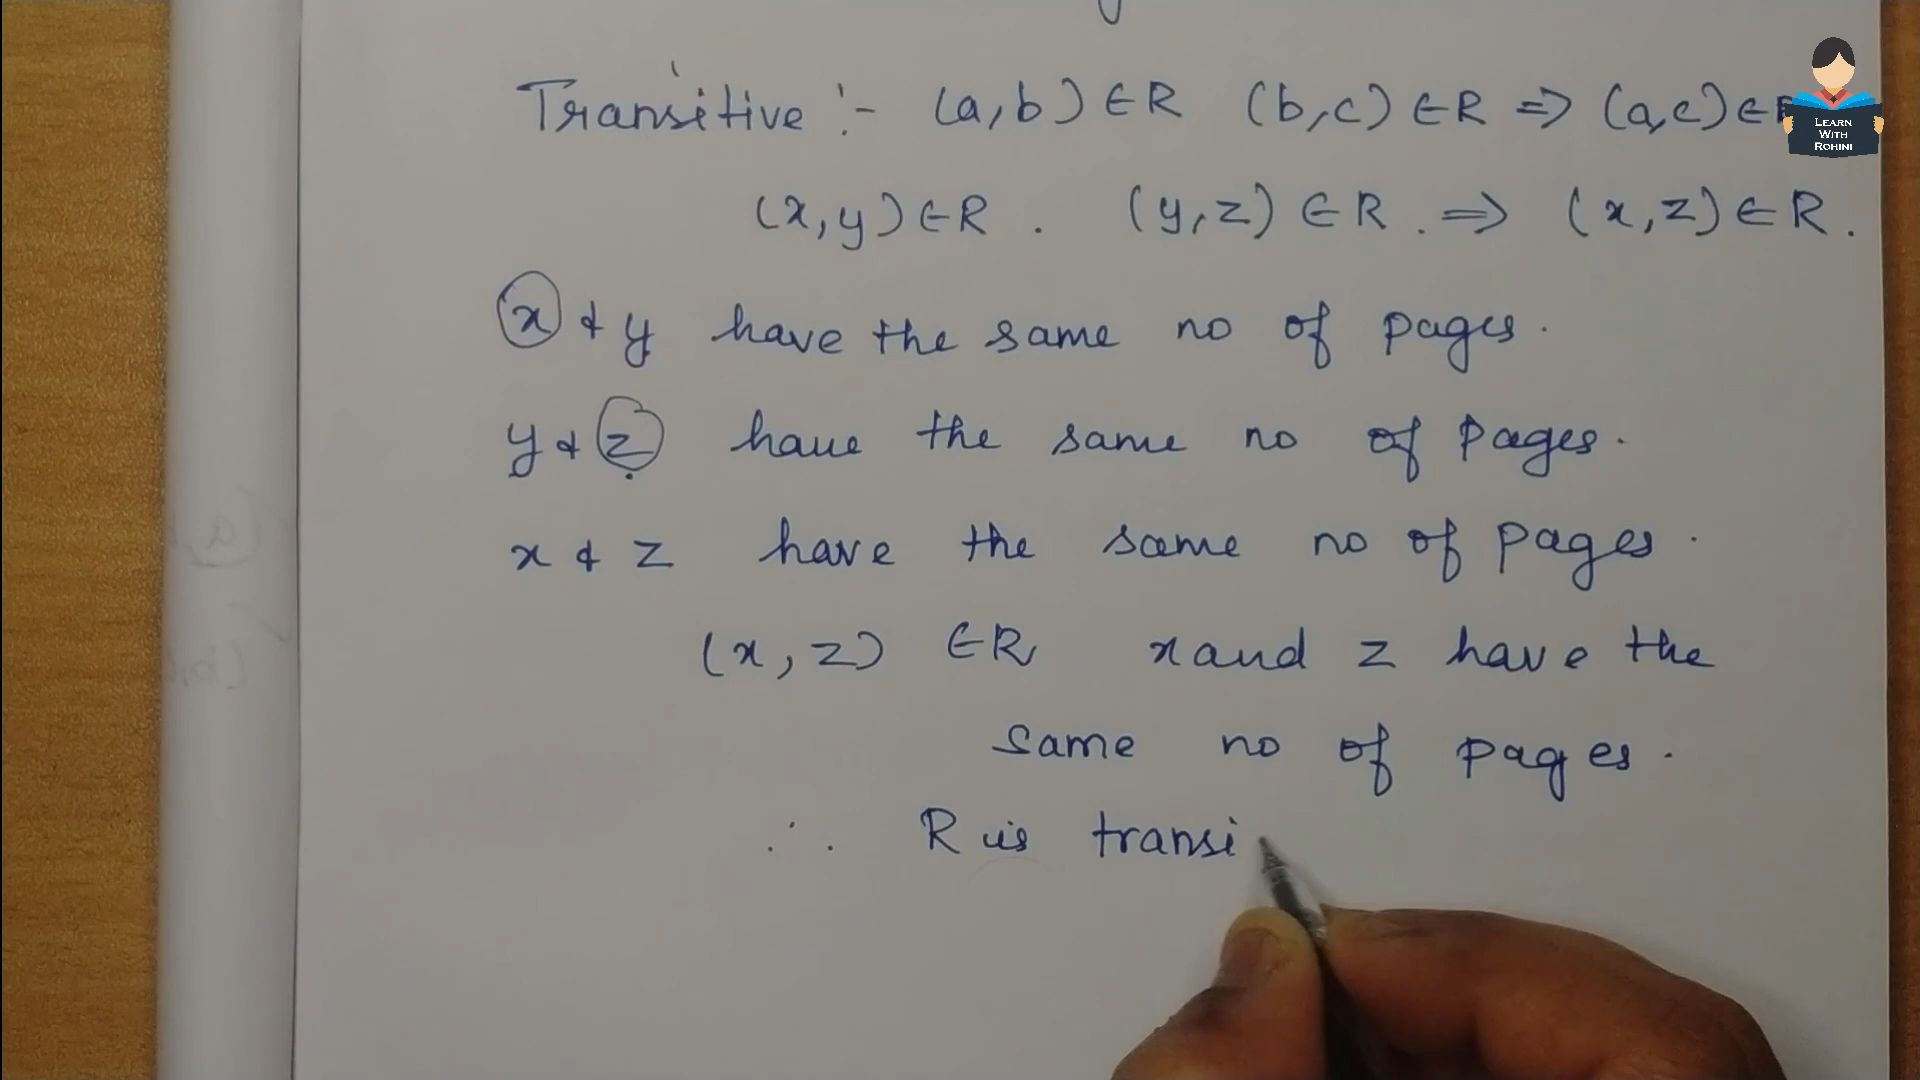 Transitive :- (a,b) ∈ R (b,c) ∈ R ⇒ (a,c) ∈ R
(x,y) ∈ R . (y,z) ∈ R . ⇒ (x,z) ∈ R.
x & y have the same no of pages.
y & z have the same no of pages.
x & z have the same no of pages.
(x,z) ∈ R x and z have the
same no of pages.
∴ R is transi
LEARN
WITH
ROHINI